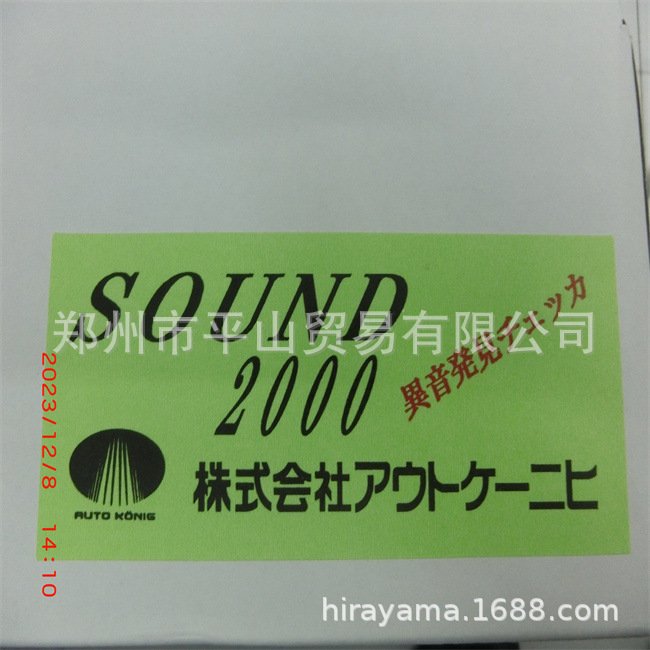 SOUND
2000
異音発見チェッカ
郑州市平山贸易有限公司
AUTO KÖNIG
株式会社アウトケーニヒ
2023/12/8 14:10
hirayama.1688.com